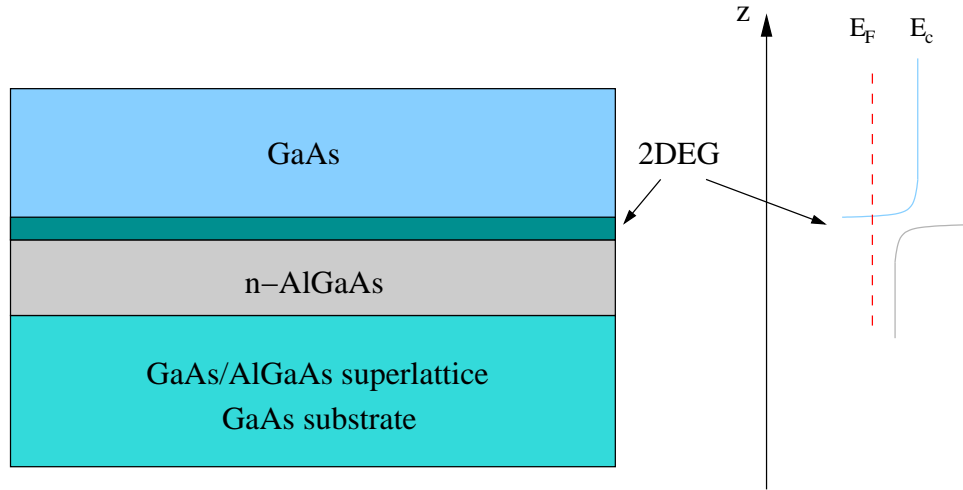 z
E_F
E_c
GaAs
2DEG
n−AlGaAs
GaAs/AlGaAs superlattice
GaAs substrate